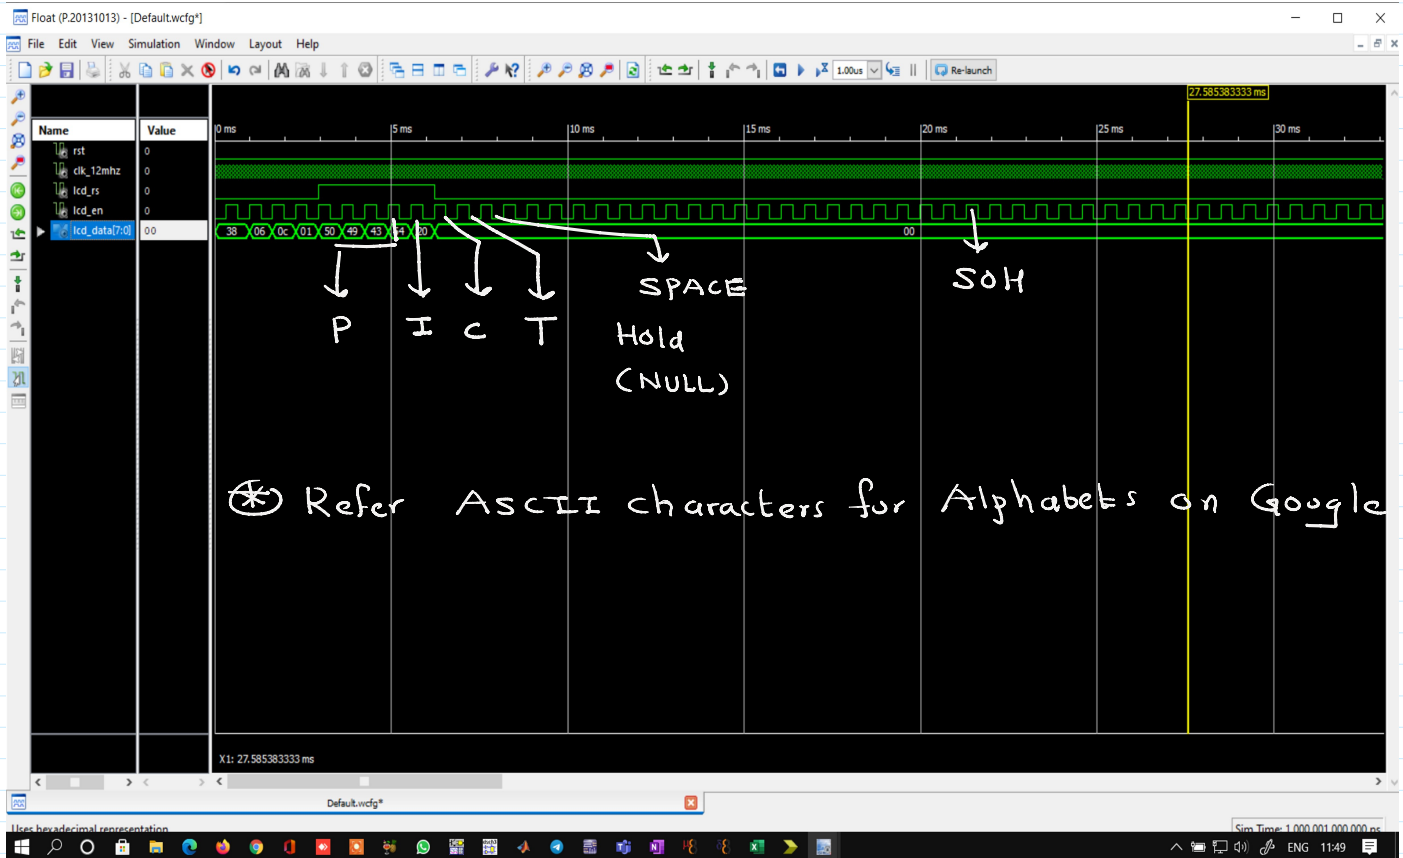 Float (P.20131013) - [Default.wcfg*]
File Edit View Simulation Window Layout Help
1.00us Re-launch
27.585383333 ms
Name Value
0 ms 5 ms 10 ms 15 ms 20 ms 25 ms 30 ms
rst 0
clk_12mhz 0
lcd_rs 0
lcd_en 0
lcd_data[7:0] 00 38 06 0c 01 50 49 43 54 20 00
SPACE SOH
P I C T Hold
(NULL)
* Refer ASCII characters for Alphabets on Google
X1: 27.585383333 ms
Default.wcfg*
Uses hexadecimal representation
Sim Time: 1,000,001,000,000 ps
ENG 11:49